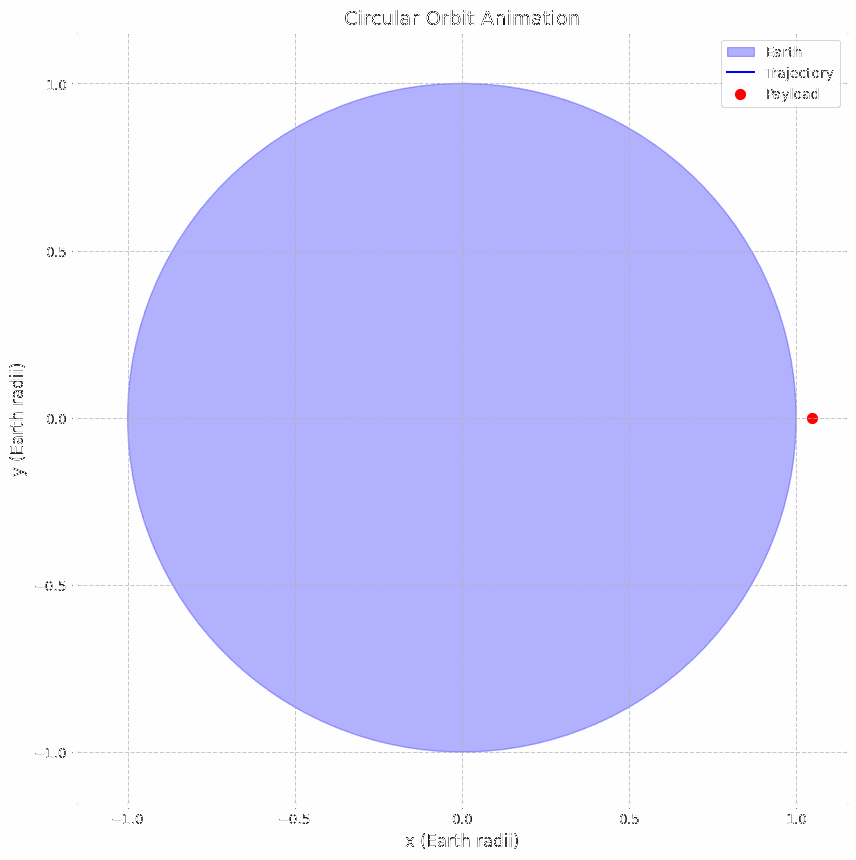 Circular Orbit Animation
Earth
Trajectory
Payload
1.0
0.5
0.0
−0.5
−1.0
y (Earth radii)
−1.0 −0.5 0.0 0.5 1.0
x (Earth radii)